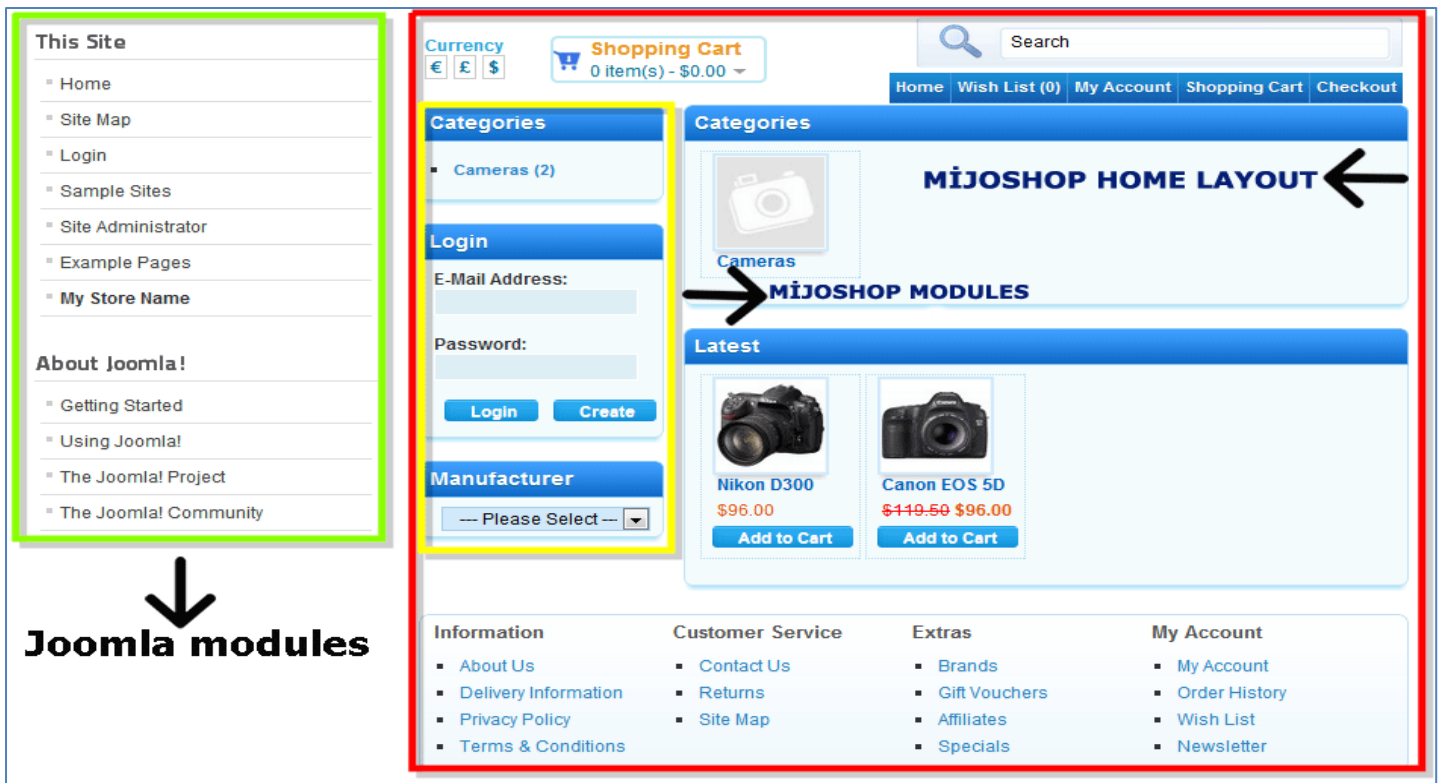 This Site
Home
Site Map
Login
Sample Sites
Site Administrator
Example Pages
My Store Name
About Joomla!
Getting Started
Using Joomla!
The Joomla! Project
The Joomla! Community
Joomla modules
Currency
€ £ $
Shopping Cart
0 item(s) - $0.00
Search
Home Wish List (0) My Account Shopping Cart Checkout
Categories
Cameras (2)
Login
E-Mail Address:
Password:
Login Create
Manufacturer
--- Please Select ---
Categories
Cameras
MİJOSHOP HOME LAYOUT
MİJOSHOP MODULES
Latest
Nikon D300
$96.00
Add to Cart
Canon EOS 5D
$119.50 $96.00
Add to Cart
Information
About Us
Delivery Information
Privacy Policy
Terms & Conditions
Customer Service
Contact Us
Returns
Site Map
Extras
Brands
Gift Vouchers
Affiliates
Specials
My Account
My Account
Order History
Wish List
Newsletter